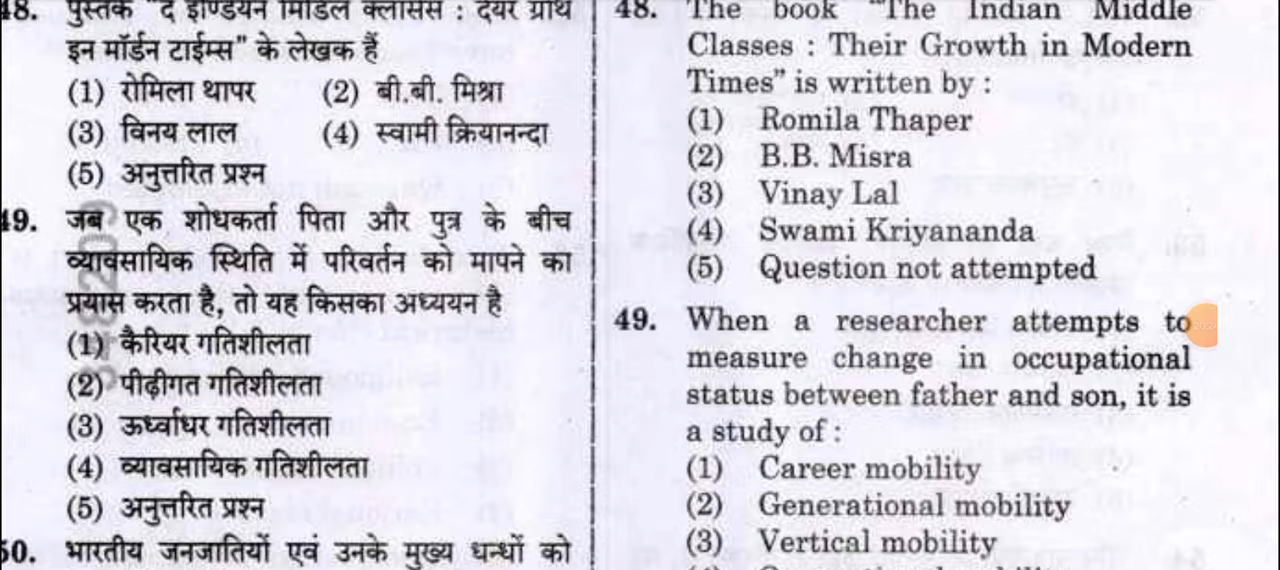 48. पुस्तक "द इण्डियन मिडिल क्लासेस : देयर ग्रोथ
इन मॉर्डन टाईम्स" के लेखक हैं
(1) रोमिला थापर (2) बी.बी. मिश्रा
(3) विनय लाल (4) स्वामी क्रियानन्दा
(5) अनुत्तरित प्रश्न
49. जब एक शोधकर्ता पिता और पुत्र के बीच
व्यावसायिक स्थिति में परिवर्तन को मापने का
प्रयास करता है, तो यह किसका अध्ययन है
(1) कैरियर गतिशीलता
(2) पीढ़ीगत गतिशीलता
(3) ऊर्ध्वाधर गतिशीलता
(4) व्यावसायिक गतिशीलता
(5) अनुत्तरित प्रश्न
50. भारतीय जनजातियों एवं उनके मुख्य धन्धों को
48. The book "The Indian Middle
Classes : Their Growth in Modern
Times" is written by :
(1) Romila Thaper
(2) B.B. Misra
(3) Vinay Lal
(4) Swami Kriyananda
(5) Question not attempted
49. When a researcher attempts to
measure change in occupational
status between father and son, it is
a study of :
(1) Career mobility
(2) Generational mobility
(3) Vertical mobility